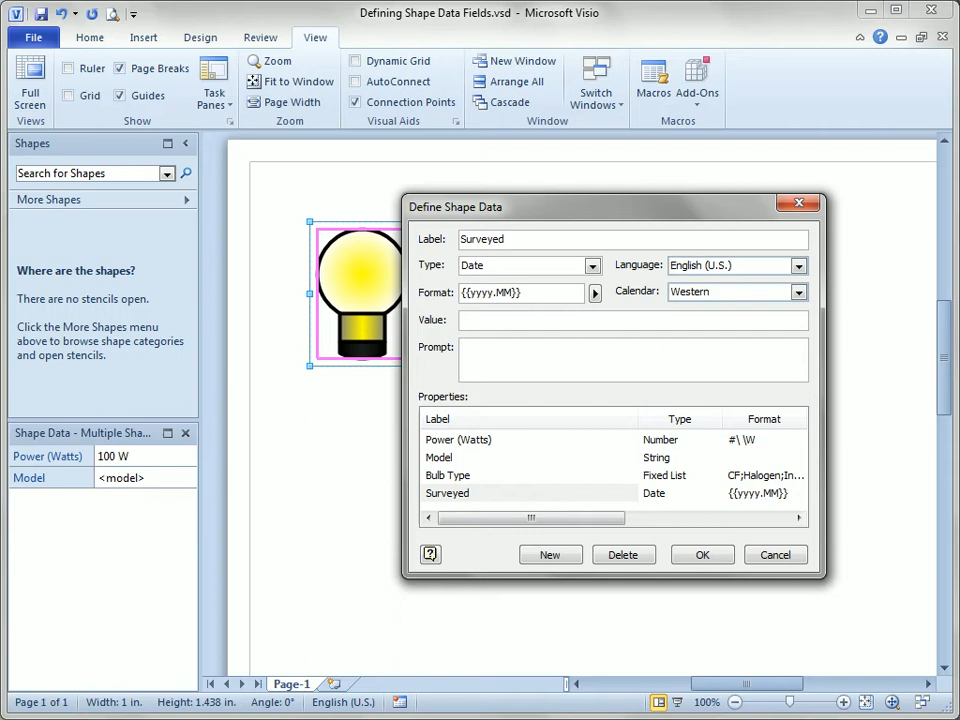 Defining Shape Data Fields.vsd - Microsoft Visio
File Home Insert Design Review View
Full Screen
Ruler Page Breaks
Grid Guides
Task Panes
Zoom
Fit to Window
Page Width
Dynamic Grid
AutoConnect
Connection Points
New Window
Arrange All
Cascade
Switch Windows
Macros Add-Ons
Views Show Zoom Visual Aids Window Macros
Shapes
Search for Shapes
More Shapes
Where are the shapes?
There are no stencils open.
Click the More Shapes menu
above to browse shape categories
and open stencils.
Shape Data - Multiple Sha...
Power (Watts) 100 W
Model <model>
Define Shape Data
Label: Surveyed
Type: Date Language: English (U.S.)
Format: {{yyyy.MM}} Calendar: Western
Value:
Prompt:
Properties:
Label Type Format
Power (Watts) Number #\ \W
Model String
Bulb Type Fixed List CF;Halogen;In...
Surveyed Date {{yyyy.MM}}
New Delete OK Cancel
Page-1
Page 1 of 1 Width: 1 in. Height: 1.438 in. Angle: 0° English (U.S.) 100%